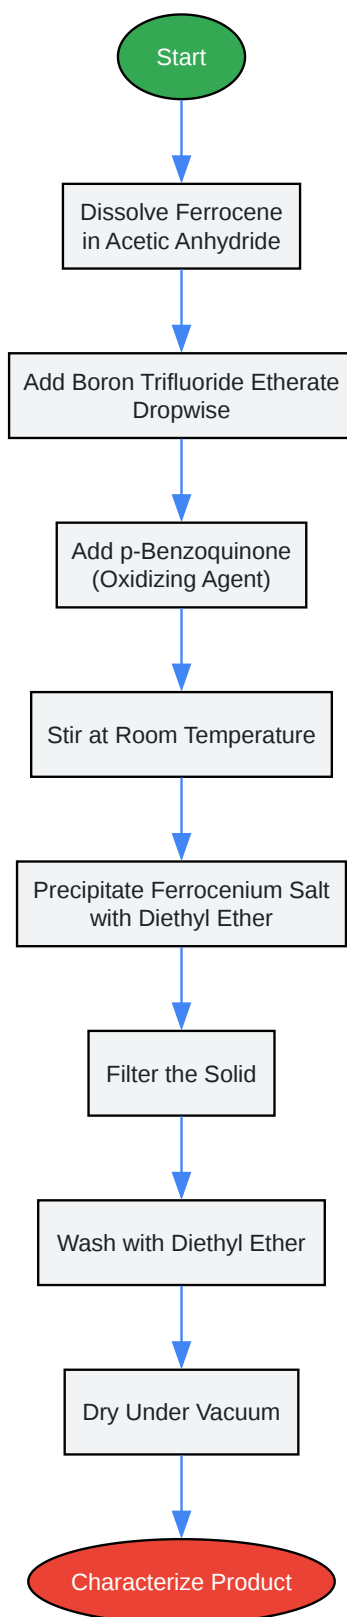 Start
Dissolve Ferrocene
in Acetic Anhydride
Add Boron Trifluoride Etherate
Dropwise
Add p-Benzoquinone
(Oxidizing Agent)
Stir at Room Temperature
Precipitate Ferrocenium Salt
with Diethyl Ether
Filter the Solid
Wash with Diethyl Ether
Dry Under Vacuum
Characterize Product